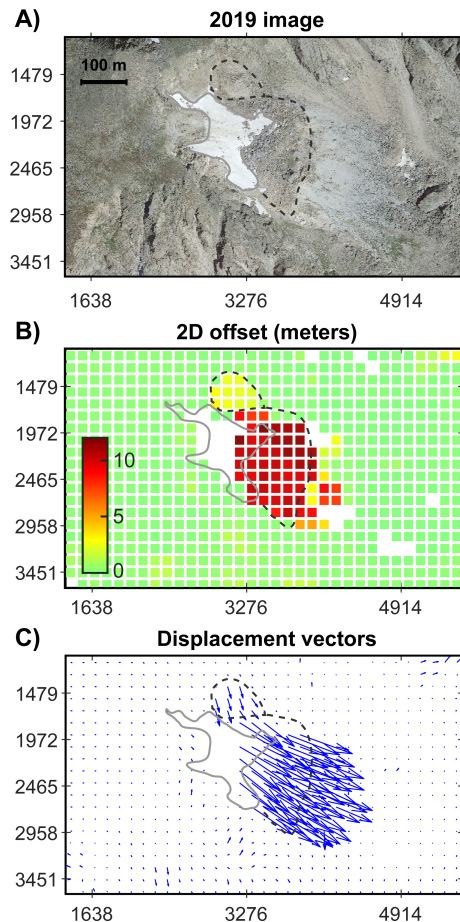 A) 2019 image
100 m
1479
1972
2465
2958
3451
1638 3276 4914
B) 2D offset (meters)
1479
1972
2465
2958
3451
10
5
0
1638 3276 4914
C) Displacement vectors
1479
1972
2465
2958
3451
1638 3276 4914